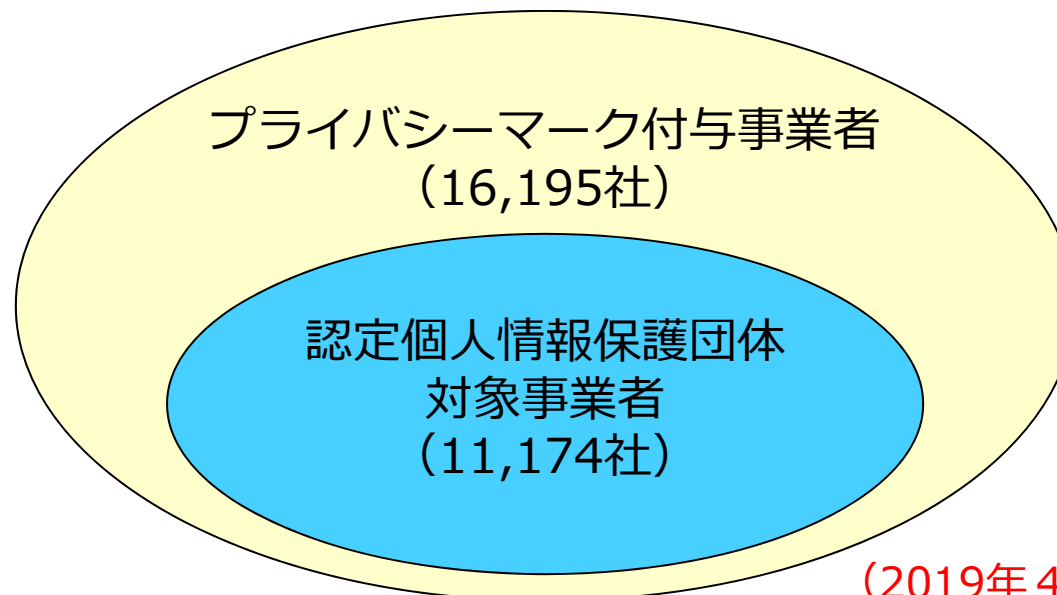 プライバシーマーク付与事業者
（16,195社）
認定個人情報保護団体
対象事業者
（11,174社）
（2019年４